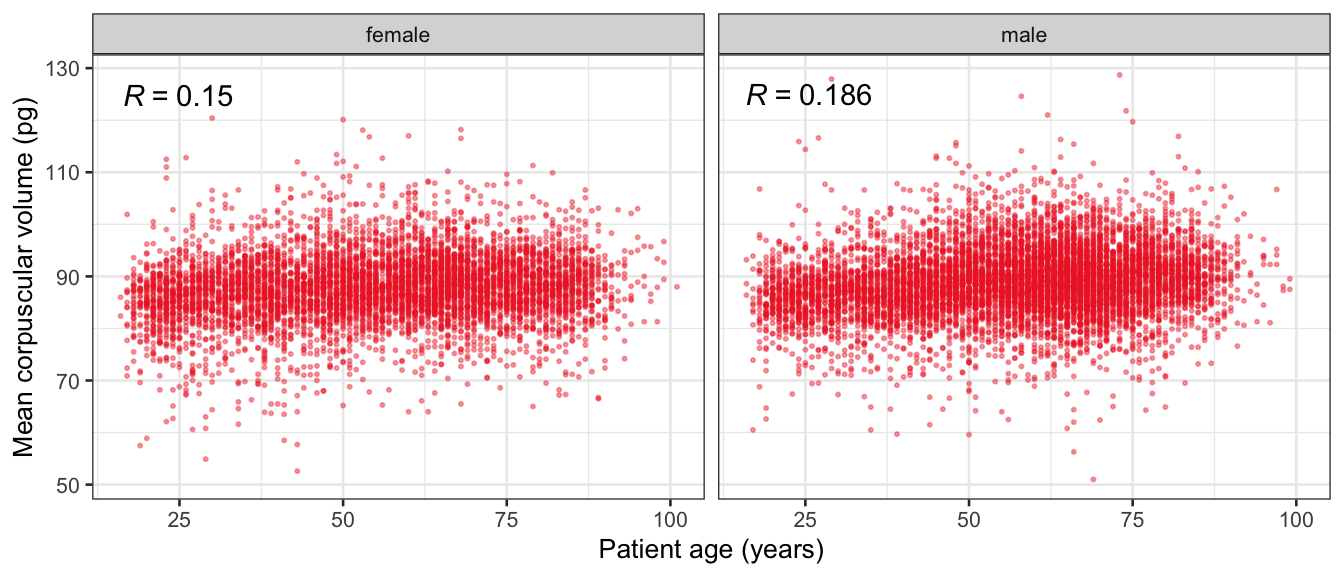 female
male
R = 0.15
R = 0.186
130
110
90
70
50
Mean corpuscular volume (pg)
25 50 75 100
25 50 75 100
Patient age (years)